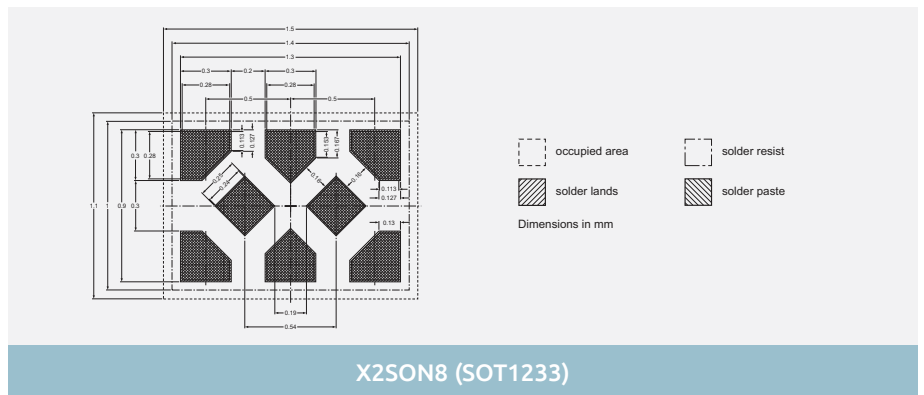 1.5
1.4
1.3
0.3 0.2 0.3
0.28 0.28
0.5 0.5
0.113 0.127 0.153 0.167
0.3 0.28
0.25 0.24 0.16 0.16
0.113
0.127
1.1 1 0.9 0.3
0.13
0.19
0.54
occupied area
solder resist
solder lands
solder paste
Dimensions in mm
X2SON8 (SOT1233)